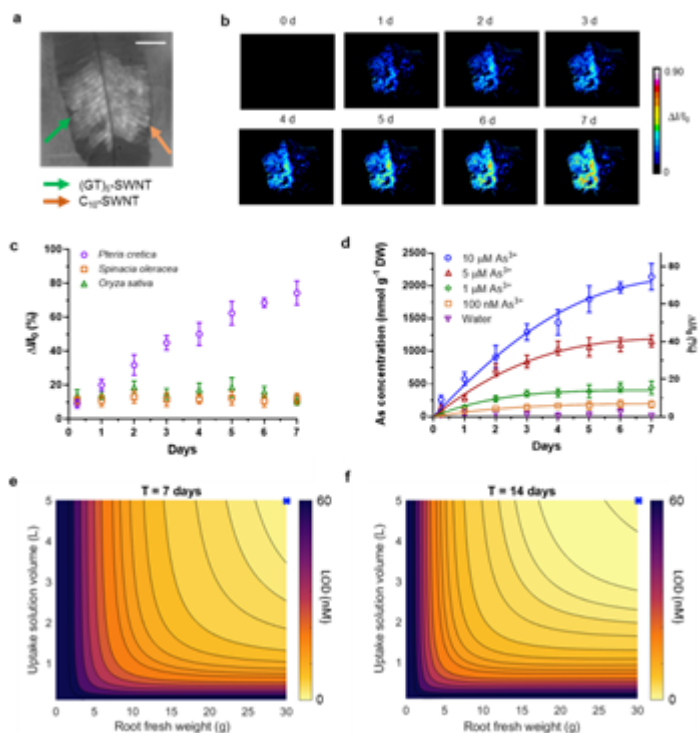 a
(GT)₅-SWNT
C₁₀-SWNT
b
0 d
1 d
2 d
3 d
4 d
5 d
6 d
7 d
0.90
ΔI/I₀
0
c
Pteris cretica
Spinacia oleracea
Oryza sativa
ΔI/I₀ (%)
100
80
60
40
20
0
0 1 2 3 4 5 6 7
Days
d
10 µM As³⁺
5 µM As³⁺
1 µM As³⁺
100 nM As³⁺
Water
As concentration (nmol g⁻¹ DW)
2500
2000
1500
1000
500
0
80
60
40
20
0
ΔI/I₀ (%)
0 1 2 3 4 5 6 7
Days
e
T = 7 days
Uptake solution volume (L)
5
4
3
2
1
0 5 10 15 20 25 30
Root fresh weight (g)
60
LOD (nM)
0
f
T = 14 days
Uptake solution volume (L)
5
4
3
2
1
0 5 10 15 20 25 30
Root fresh weight (g)
60
LOD (nM)
0